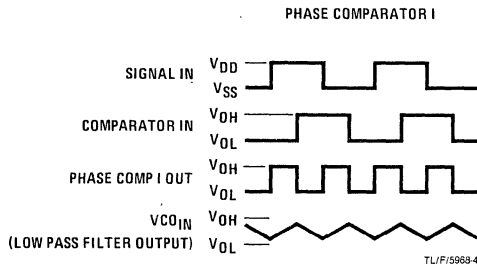 PHASE COMPARATOR I
SIGNAL IN
VDD
VSS
COMPARATOR IN
VOH
VOL
PHASE COMP I OUT
VOH
VOL
VCOIN
(LOW PASS FILTER OUTPUT)
VOH
VOL
TL/F/5968-4